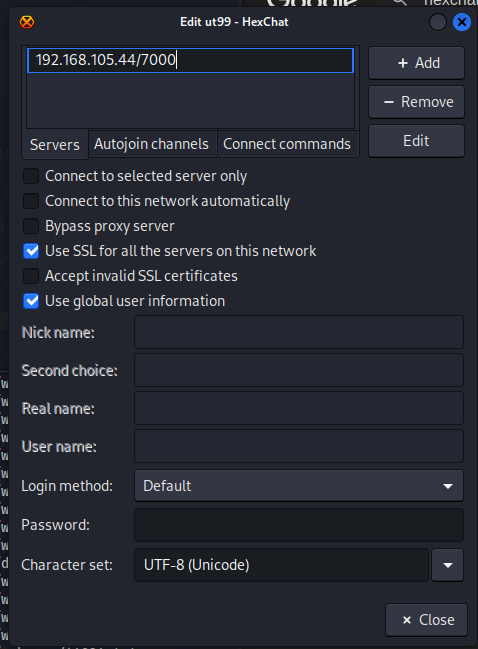 Google
hexchat
Edit ut99 - HexChat
192.168.105.44/7000
+ Add
− Remove
Edit
Servers
Autojoin channels
Connect commands
Connect to selected server only
Connect to this network automatically
Bypass proxy server
Use SSL for all the servers on this network
Accept invalid SSL certificates
Use global user information
Nick name:
Second choice:
Real name:
User name:
Login method:
Default
Password:
Character set:
UTF-8 (Unicode)
× Close